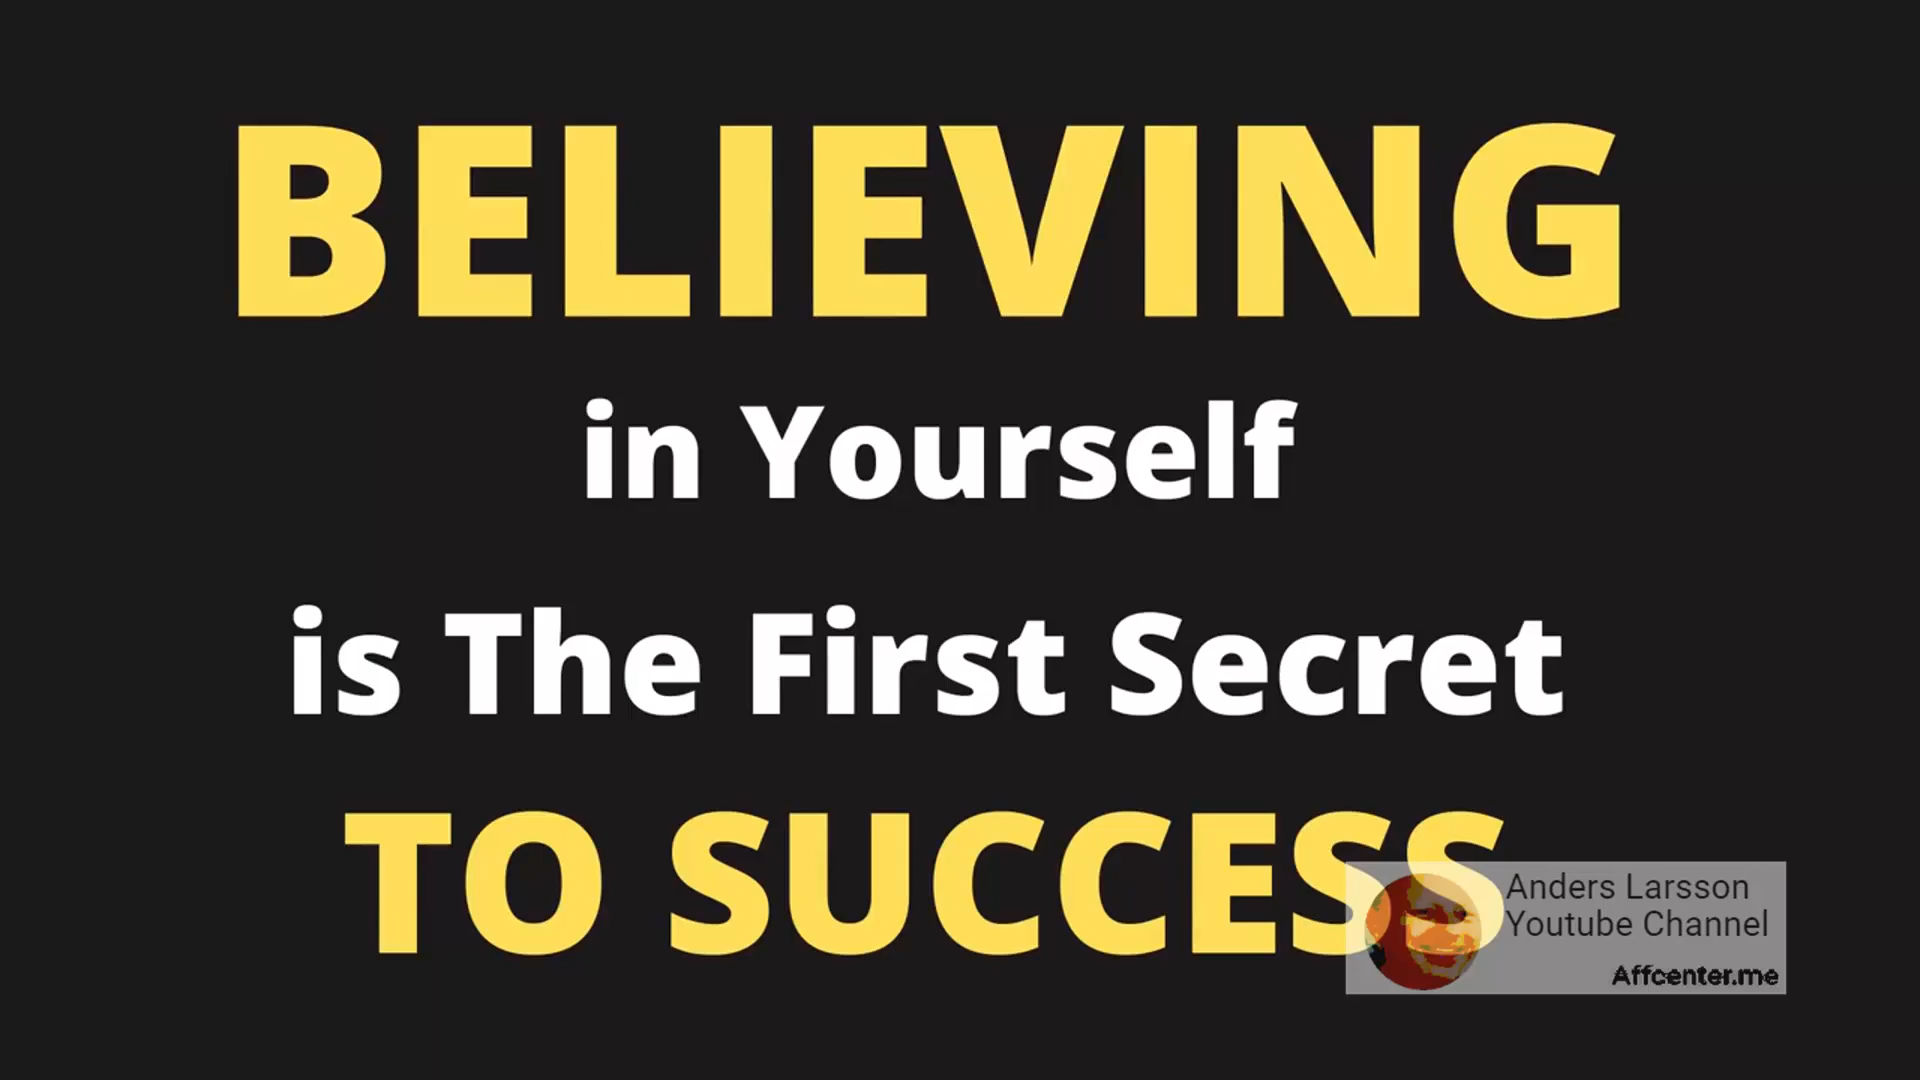 BELIEVING
in Yourself
is The First Secret
TO SUCCESS
Anders Larsson
Youtube Channel
Affcenter.me